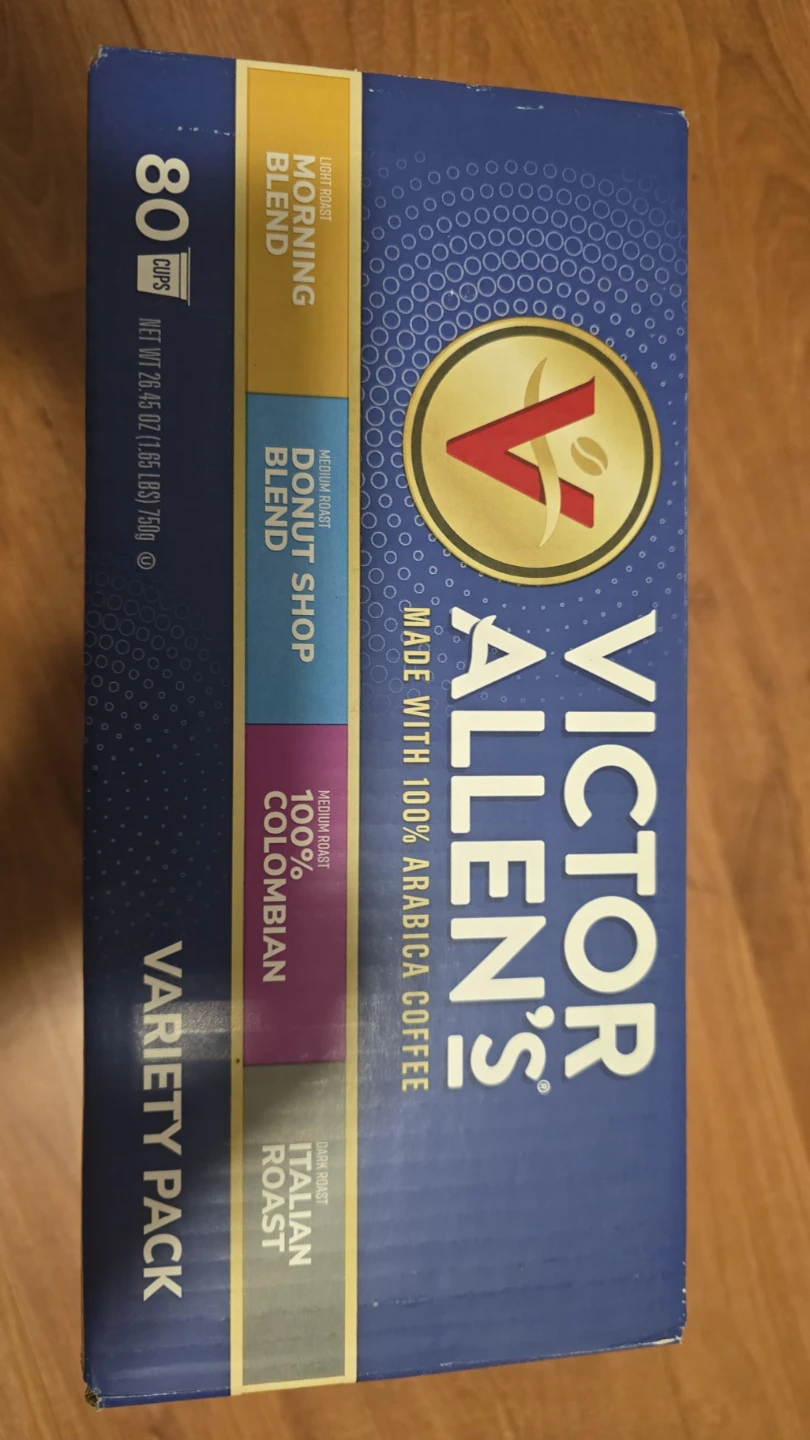 VICTOR
ALLEN'S®
MADE WITH 100% ARABICA COFFEE
LIGHT ROAST
MORNING
BLEND
MEDIUM ROAST
DONUT SHOP
BLEND
MEDIUM ROAST
100%
COLOMBIAN
DARK ROAST
ITALIAN
ROAST
80 CUPS NET WT 26.45 OZ (1.65 LBS) 750g
VARIETY PACK